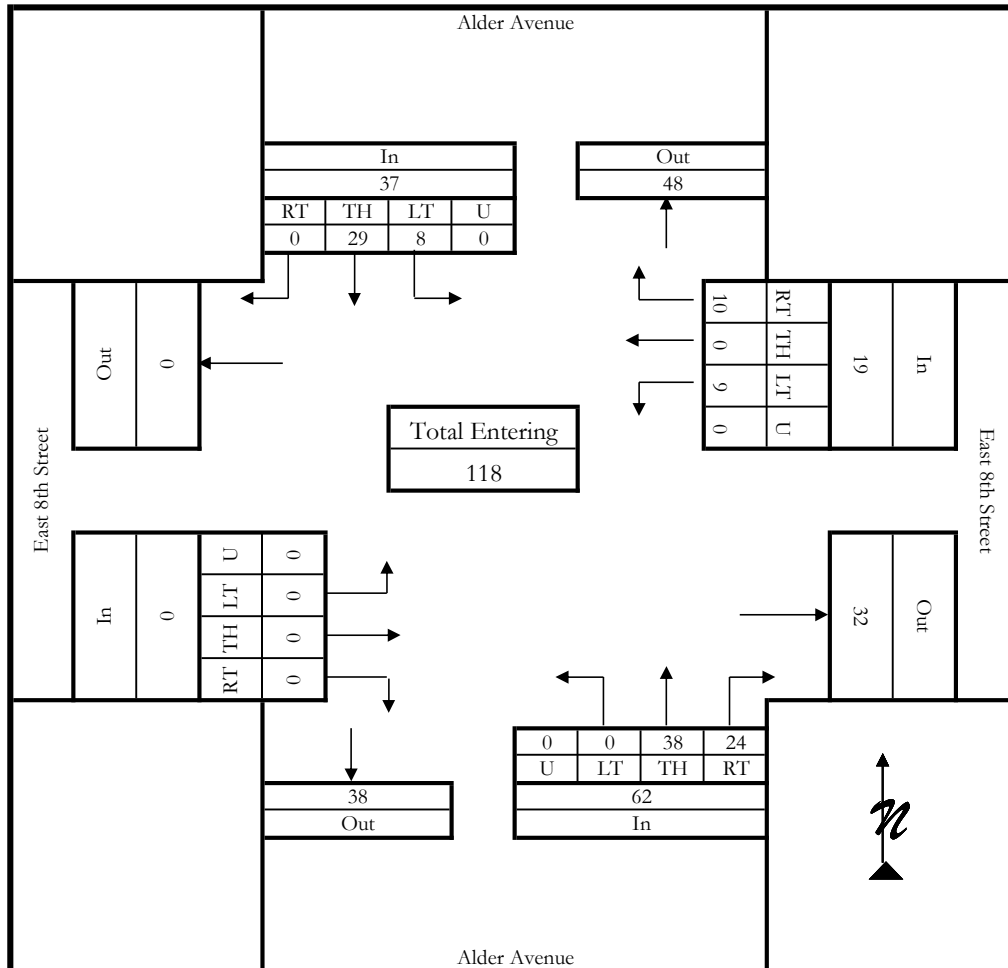 Alder Avenue
In
37
RT TH LT U
0 29 8 0
Out
48
Out
0
RT 10
TH 0
LT 9
U 0
19
In
Total Entering
118
East 8th Street
East 8th Street
In
0
U 0
LT 0
TH 0
RT 0
32
Out
0 0 38 24
U LT TH RT
62
In
38
Out
n
Alder Avenue